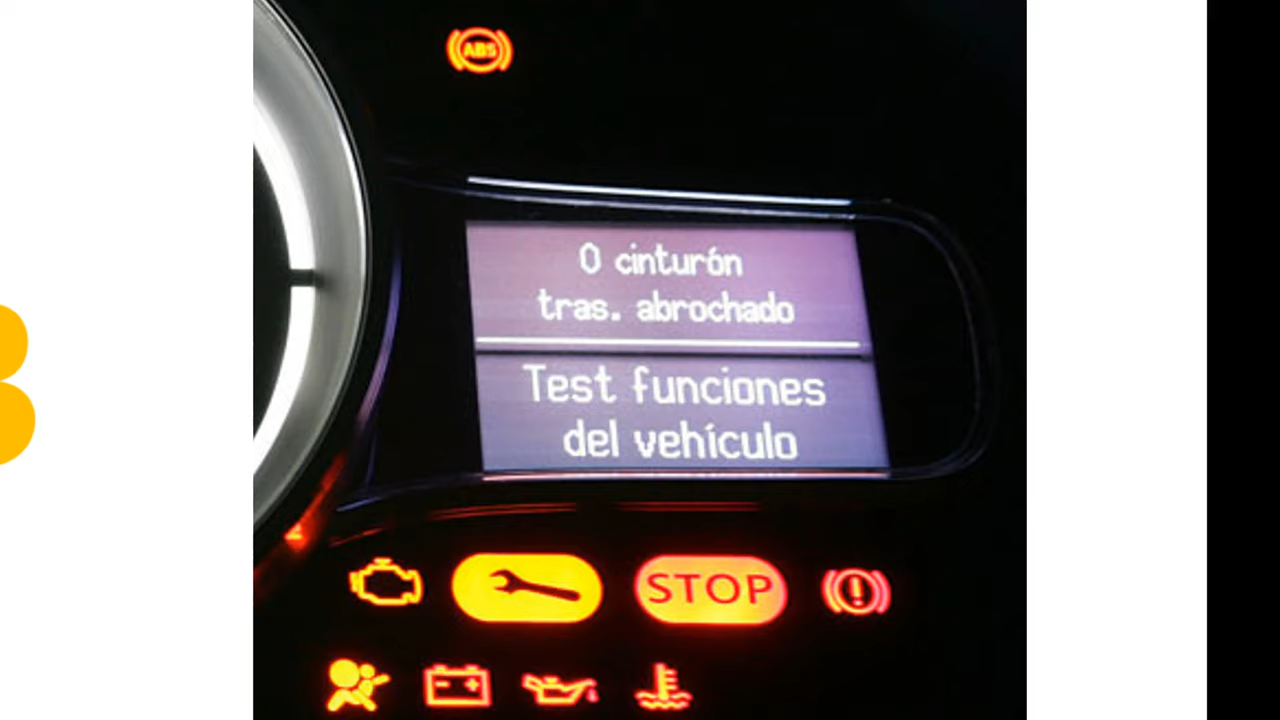 ABS
0 cinturón
tras. abrochado
Test funciones
del vehículo
STOP